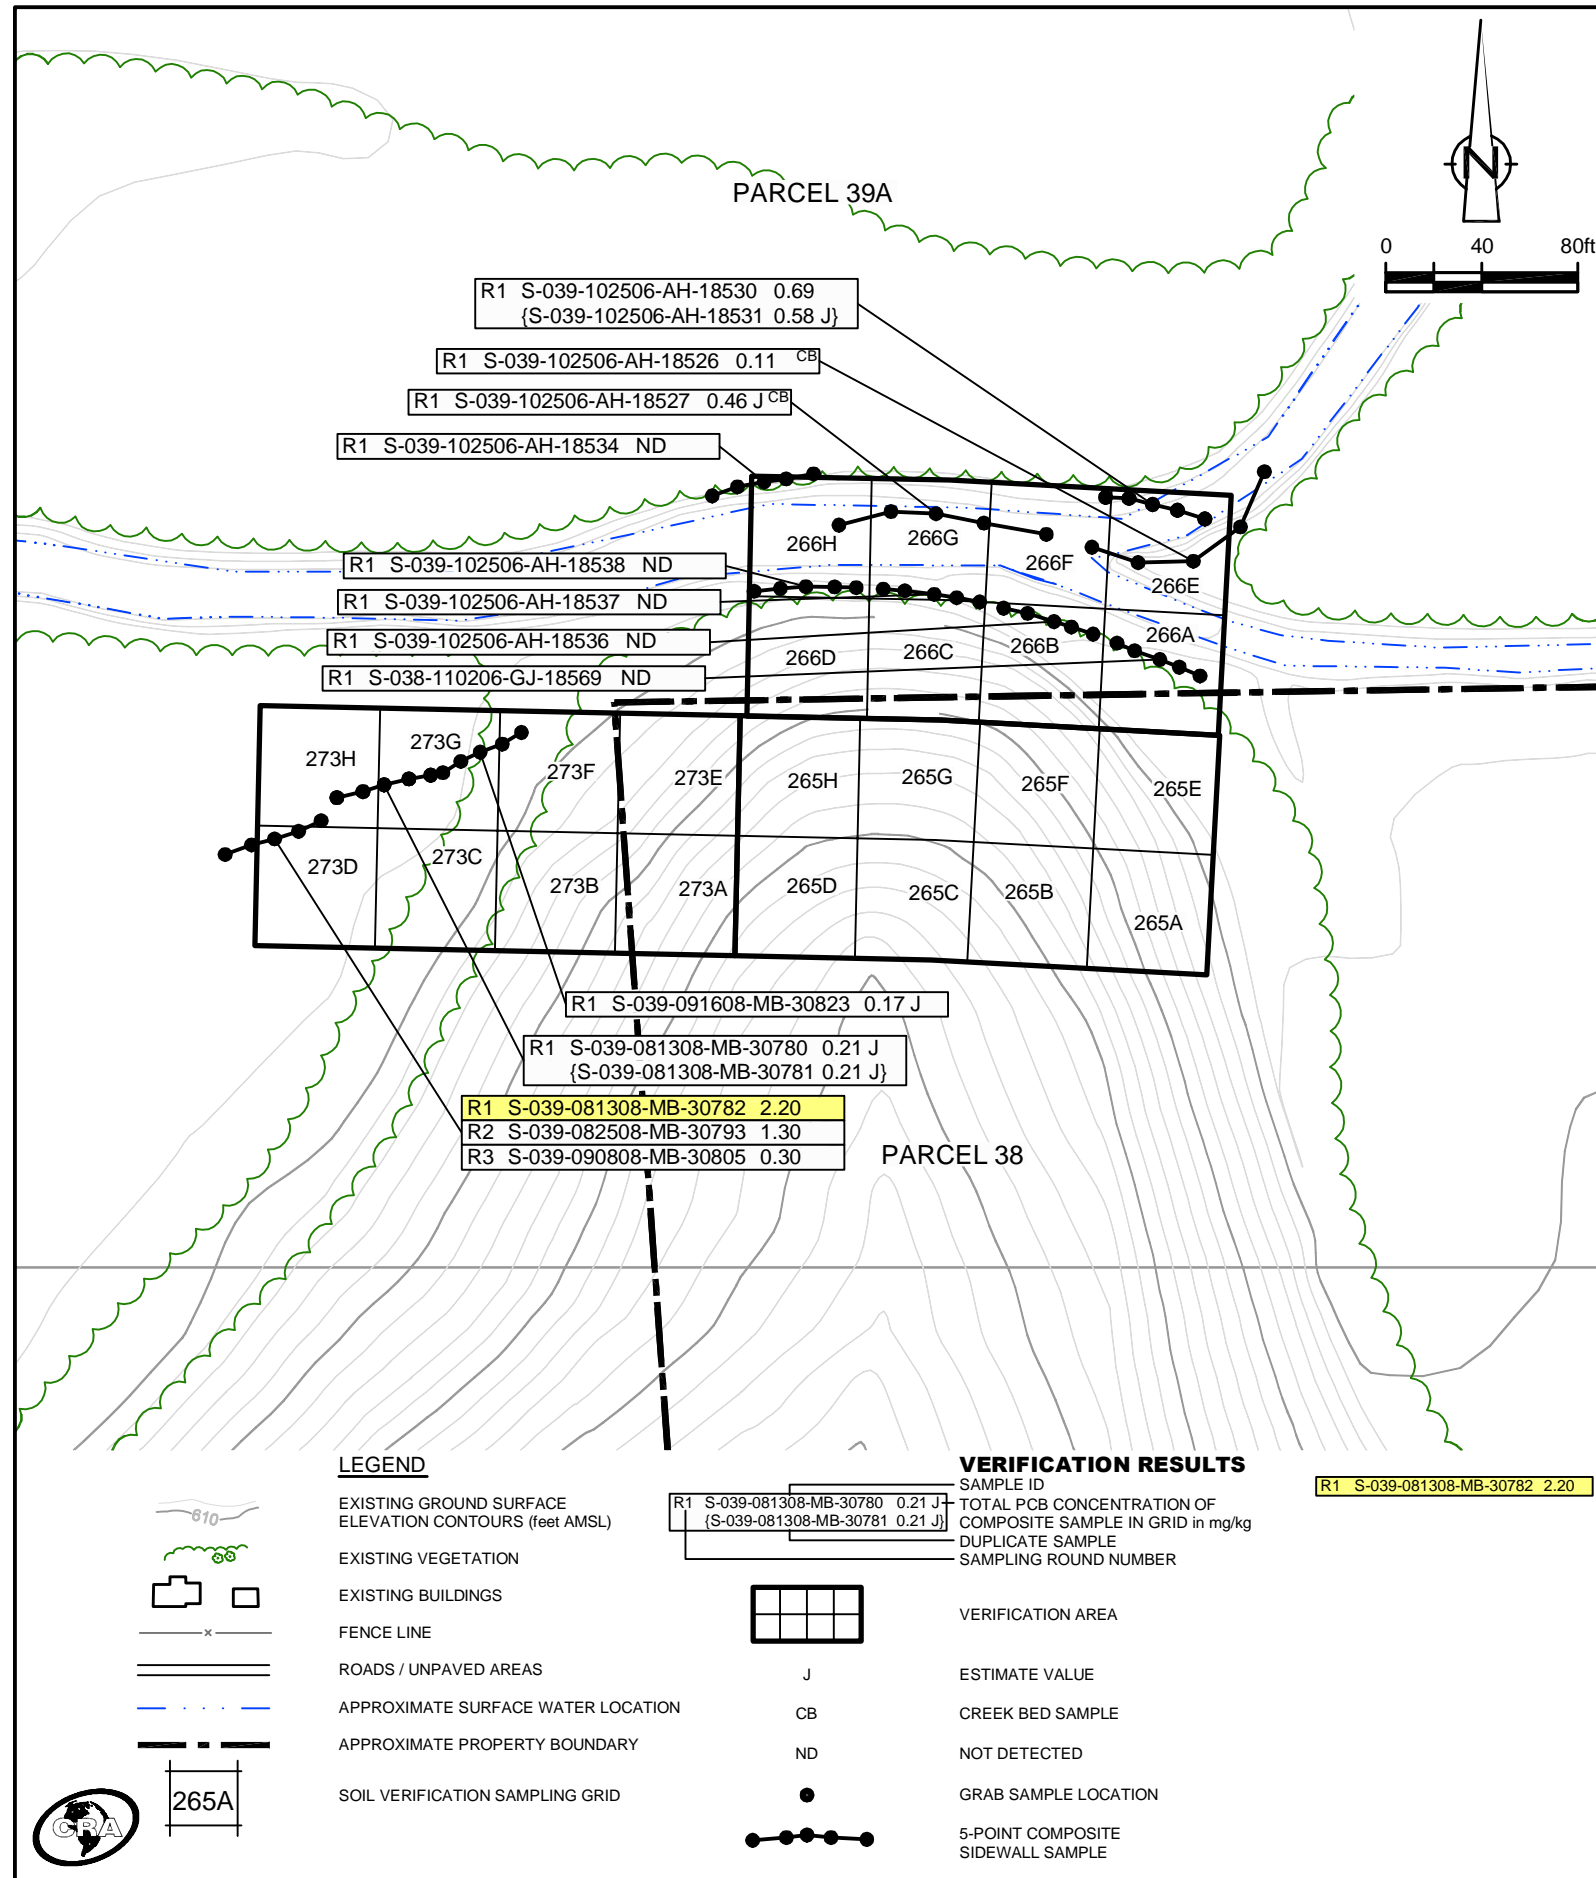 N
0 40 80ft
PARCEL 39A
R1 S-039-102506-AH-18530 0.69
{S-039-102506-AH-18531 0.58 J}
R1 S-039-102506-AH-18526 0.11 CB
R1 S-039-102506-AH-18527 0.46 J CB
R1 S-039-102506-AH-18534 ND
266H
266G
266F
266E
R1 S-039-102506-AH-18538 ND
R1 S-039-102506-AH-18537 ND
R1 S-039-102506-AH-18536 ND
R1 S-038-110206-GJ-18569 ND
266D
266C
266B
266A
273H
273G
273F
273E
265H
265G
265F
265E
273D
273C
273B
273A
265D
265C
265B
265A
R1 S-039-091608-MB-30823 0.17 J
R1 S-039-081308-MB-30780 0.21 J
{S-039-081308-MB-30781 0.21 J}
R1 S-039-081308-MB-30782 2.20
R2 S-039-082508-MB-30793 1.30
R3 S-039-090808-MB-30805 0.30
PARCEL 38
LEGEND
610
EXISTING GROUND SURFACE
ELEVATION CONTOURS (feet AMSL)
EXISTING VEGETATION
EXISTING BUILDINGS
x
FENCE LINE
ROADS / UNPAVED AREAS
APPROXIMATE SURFACE WATER LOCATION
APPROXIMATE PROPERTY BOUNDARY
265A
SOIL VERIFICATION SAMPLING GRID
CRA
VERIFICATION RESULTS
R1 S-039-081308-MB-30780 0.21 J
{S-039-081308-MB-30781 0.21 J}
SAMPLE ID
TOTAL PCB CONCENTRATION OF
COMPOSITE SAMPLE IN GRID in mg/kg
DUPLICATE SAMPLE
SAMPLING ROUND NUMBER
R1 S-039-081308-MB-30782 2.20
VERIFICATION AREA
J ESTIMATE VALUE
CB CREEK BED SAMPLE
ND NOT DETECTED
GRAB SAMPLE LOCATION
5-POINT COMPOSITE
SIDEWALL SAMPLE